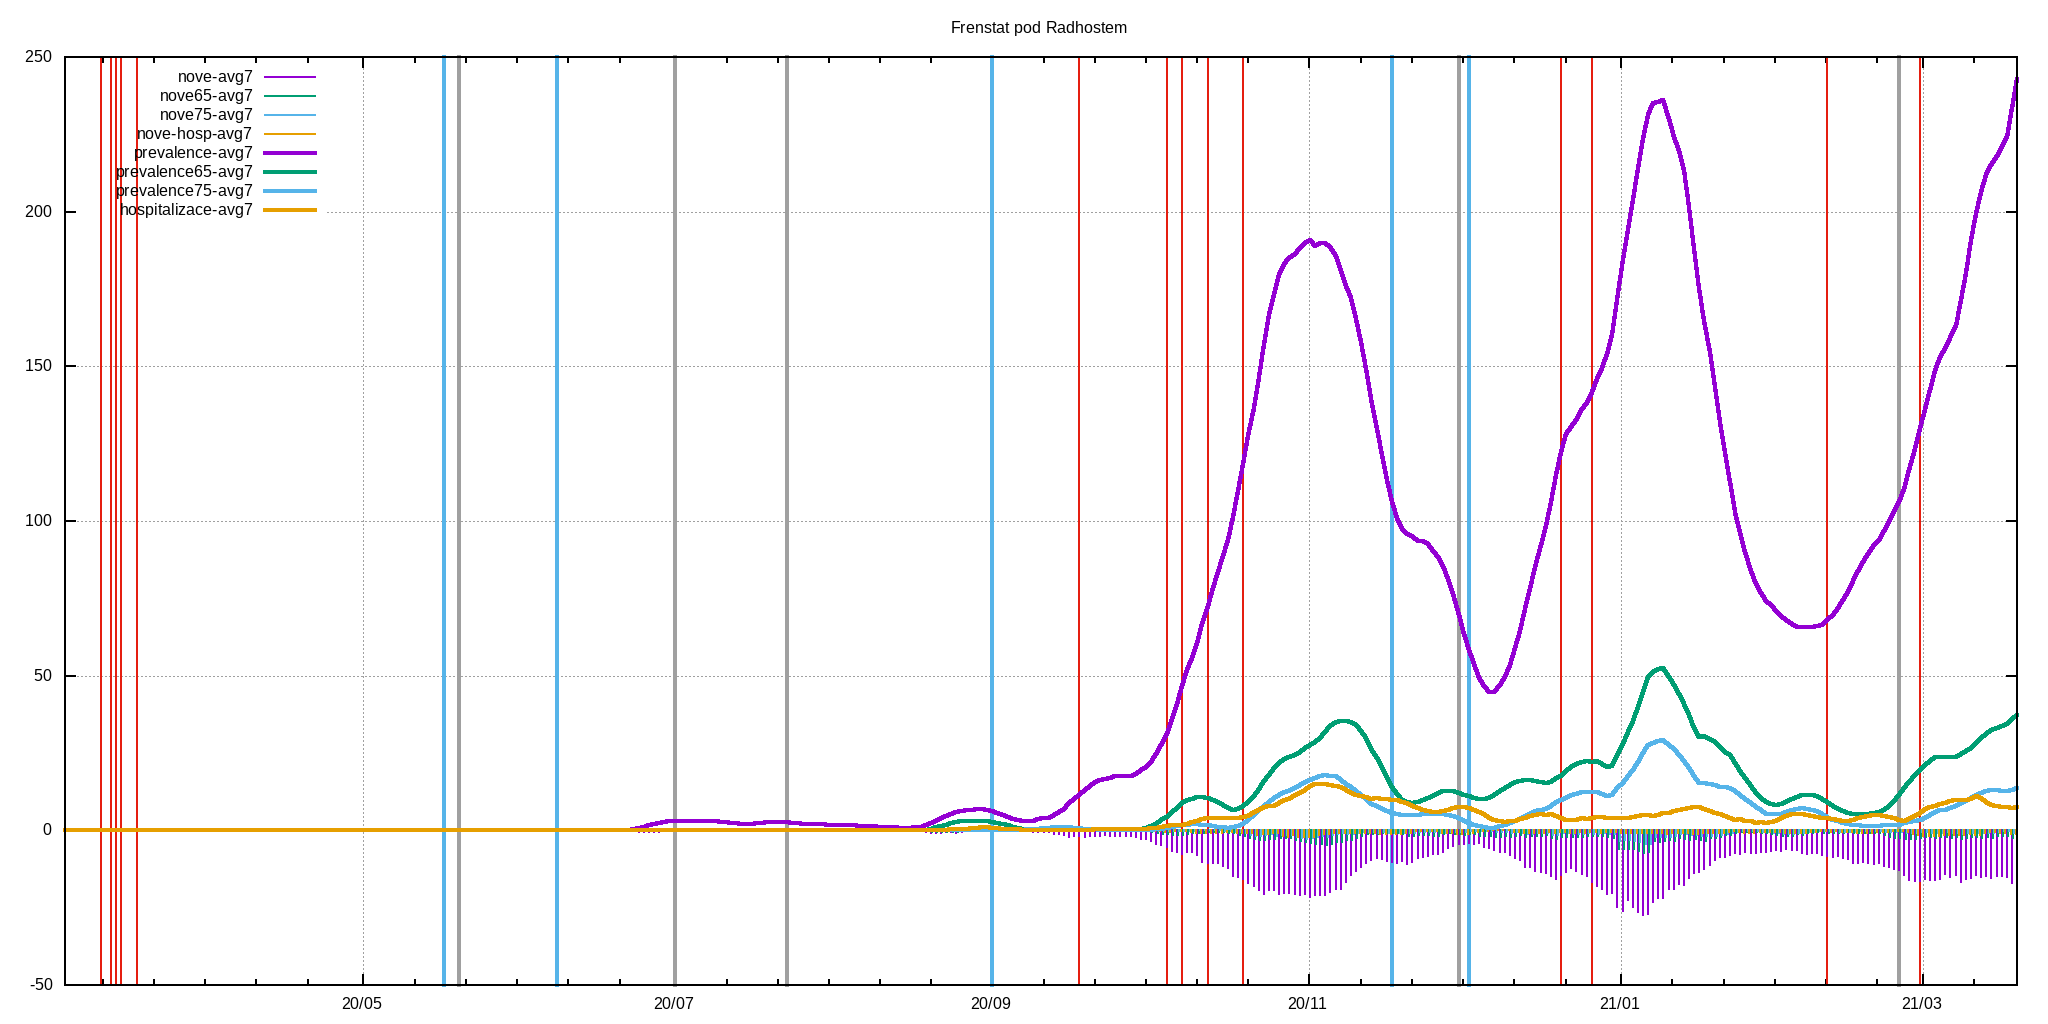 Frenstat pod Radhostem
250
200
150
100
50
0
-50
nove-avg7
nove65-avg7
nove75-avg7
nove-hosp-avg7
prevalence-avg7
prevalence65-avg7
prevalence75-avg7
hospitalizace-avg7
20/05
20/07
20/09
20/11
21/01
21/03